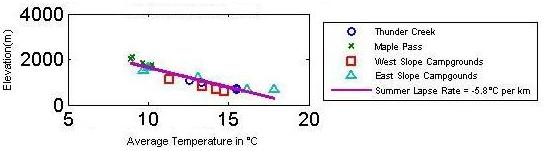 Elevation(m)
4000
2000
0
5
10
15
20
Average Temperature in °C
Thunder Creek
Maple Pass
West Slope Campgrounds
East Slope Campgounds
Summer Lapse Rate = -5.8°C per km